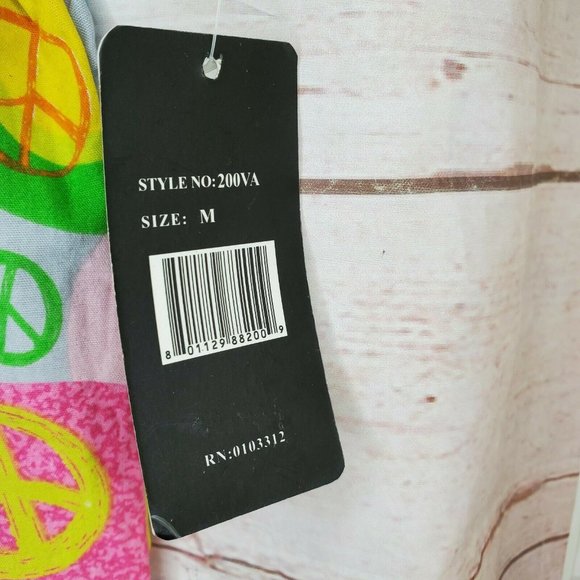 STYLE NO:200VA
SIZE: M
8 01129 88200 9
RN:0103312